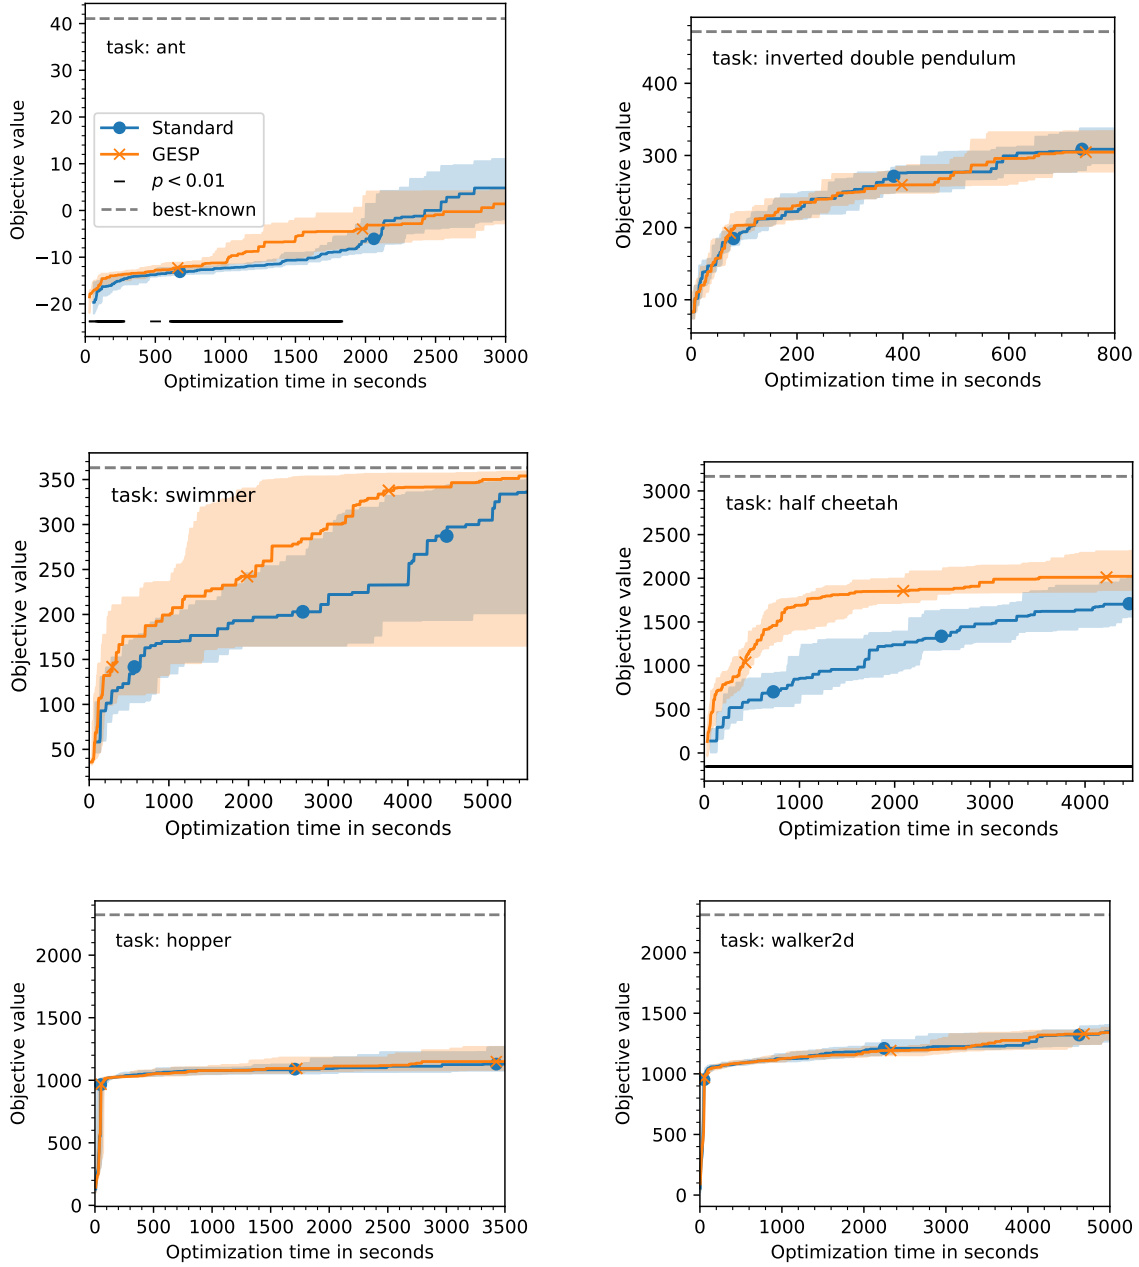 40
30
20
10
0
−10
−20
Objective value
task: ant
Standard
GESP
p < 0.01
best-known
0 500 1000 1500 2000 2500 3000
Optimization time in seconds
400
300
200
100
Objective value
task: inverted double pendulum
0 200 400 600 800
Optimization time in seconds
350
300
250
200
150
100
50
Objective value
task: swimmer
0 1000 2000 3000 4000 5000
Optimization time in seconds
3000
2500
2000
1500
1000
500
0
Objective value
task: half cheetah
0 1000 2000 3000 4000
Optimization time in seconds
2000
1500
1000
500
0
Objective value
task: hopper
0 500 1000 1500 2000 2500 3000 3500
Optimization time in seconds
2000
1500
1000
500
0
Objective value
task: walker2d
0 1000 2000 3000 4000 5000
Optimization time in seconds